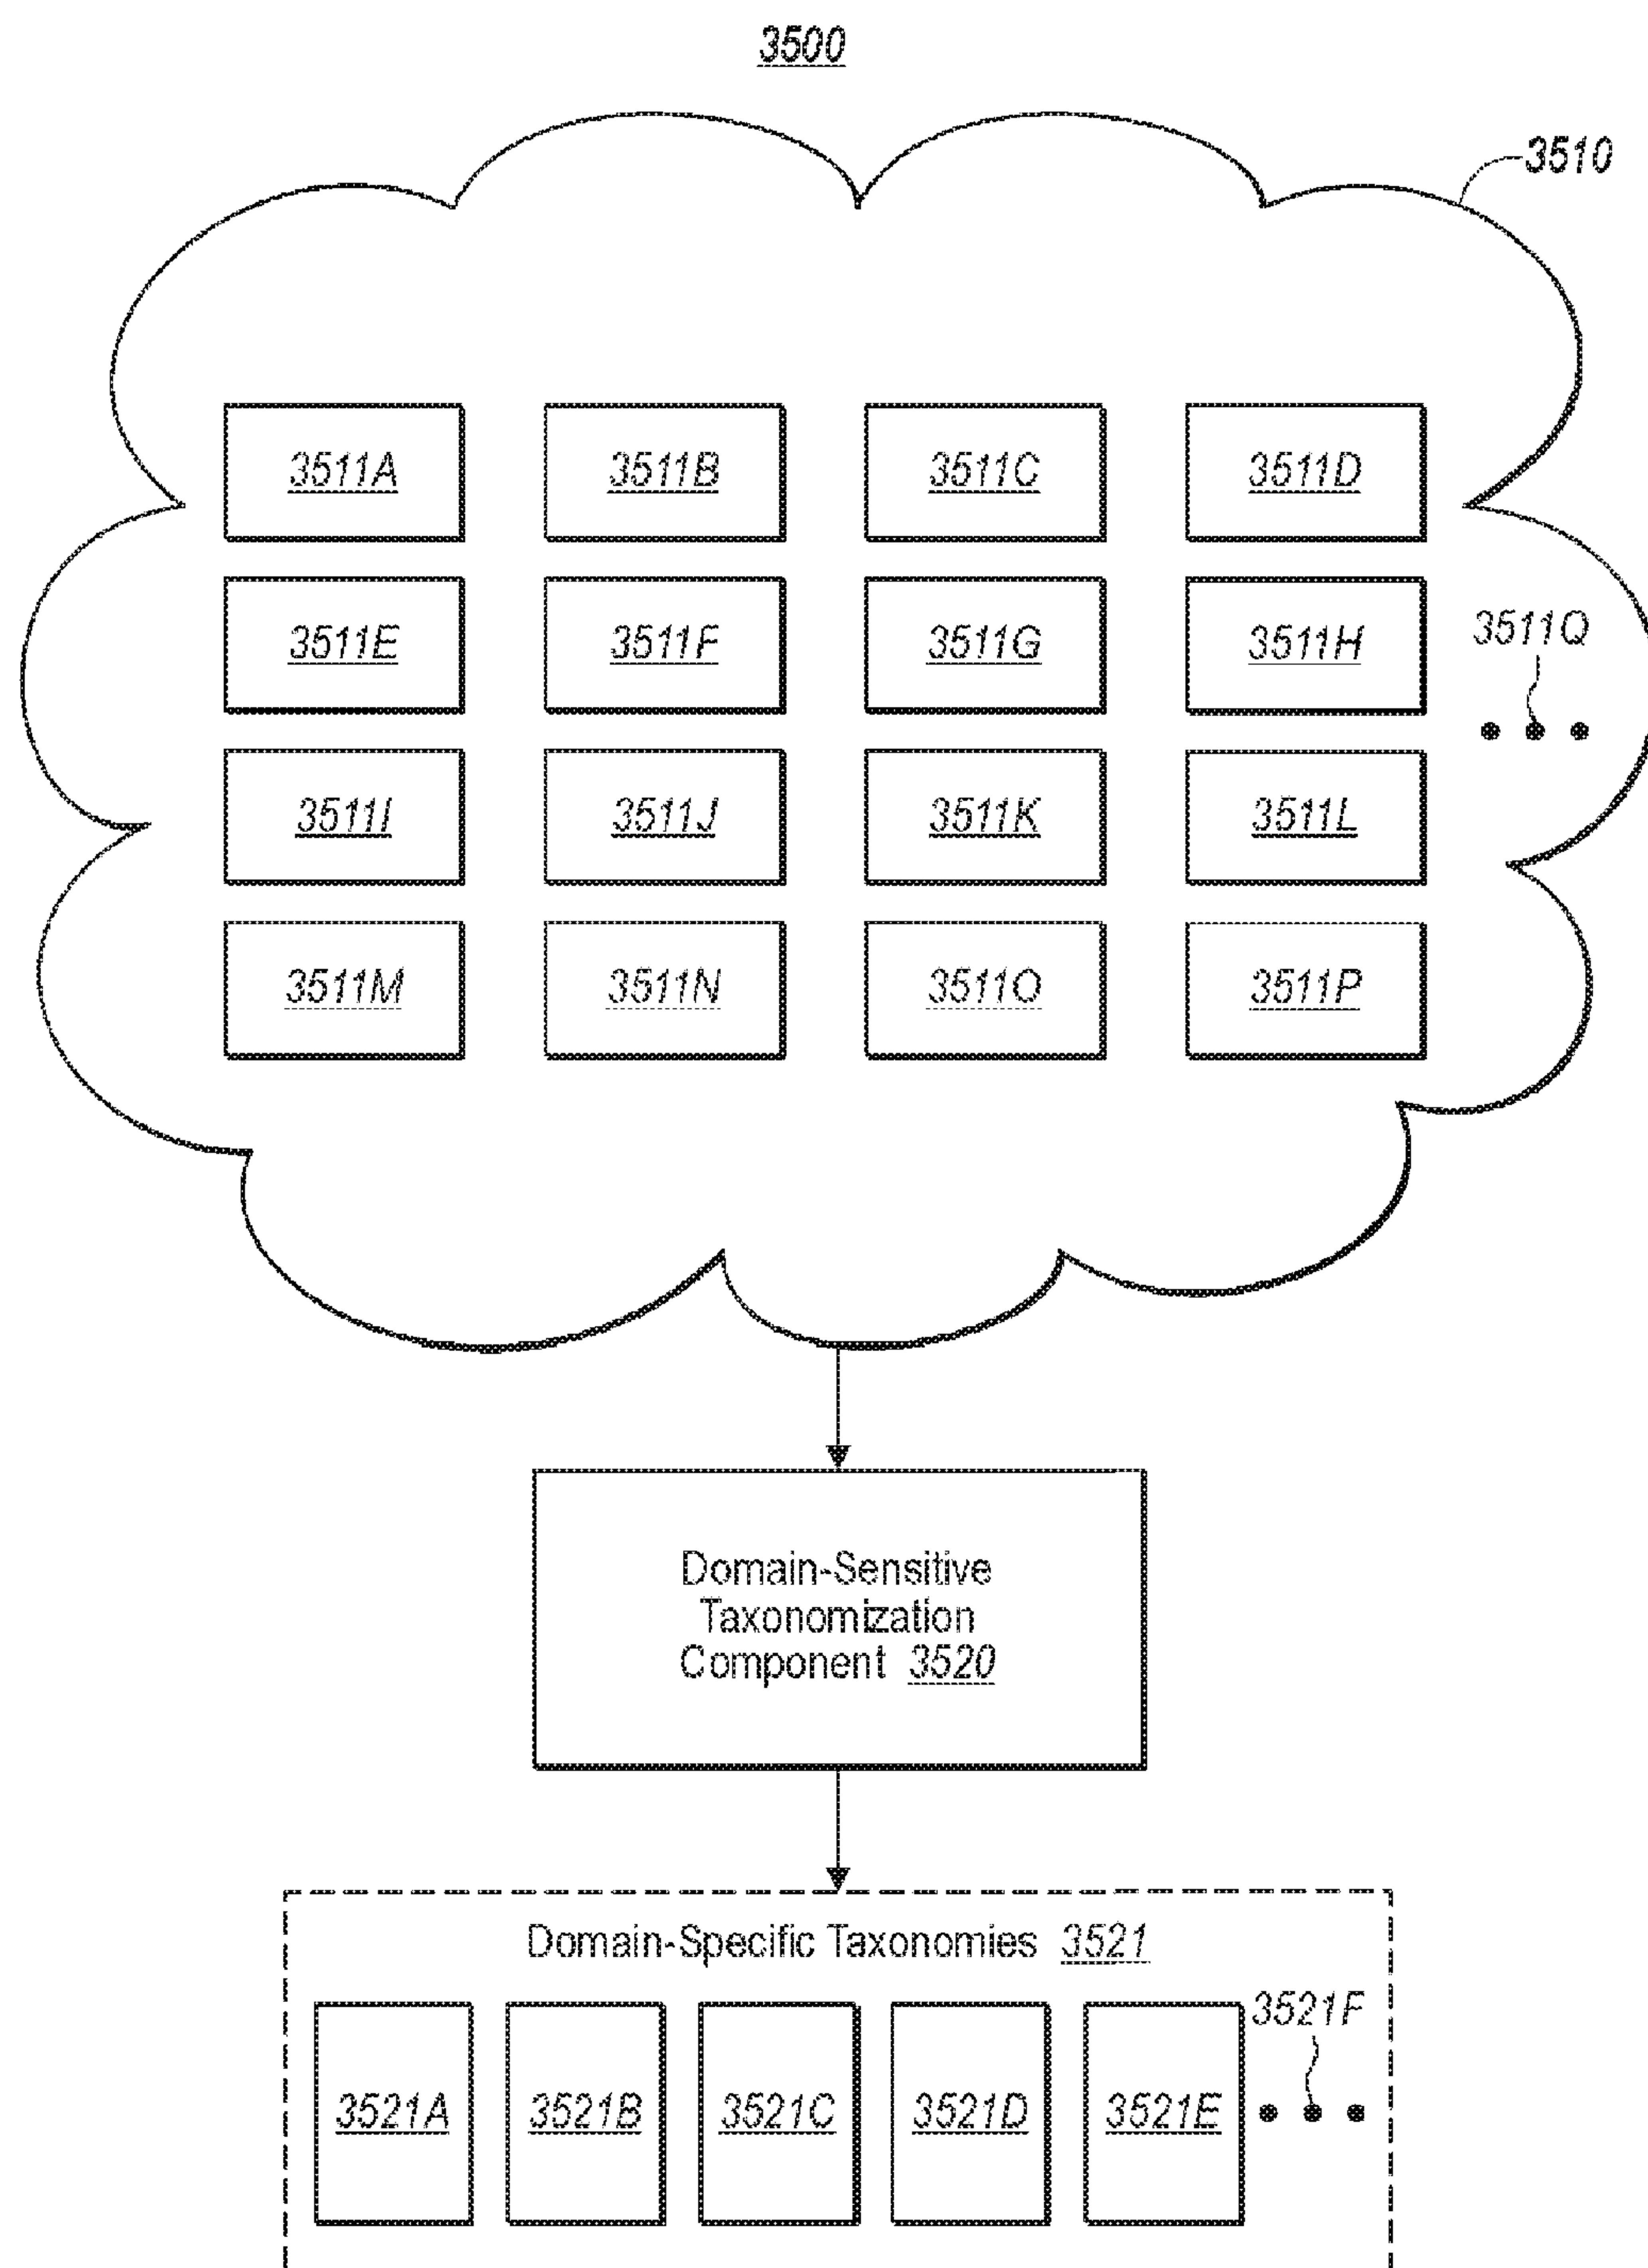 3500
3510
3511A 3511B 3511C 3511D
3511E 3511F 3511G 3511H
3511Q
3511I 3511J 3511K 3511L
3511M 3511N 3511O 3511P
Domain-Sensitive
Taxonomization
Component 3520
Domain-Specific Taxonomies 3521
3521F
3521A 3521B 3521C 3521D 3521E